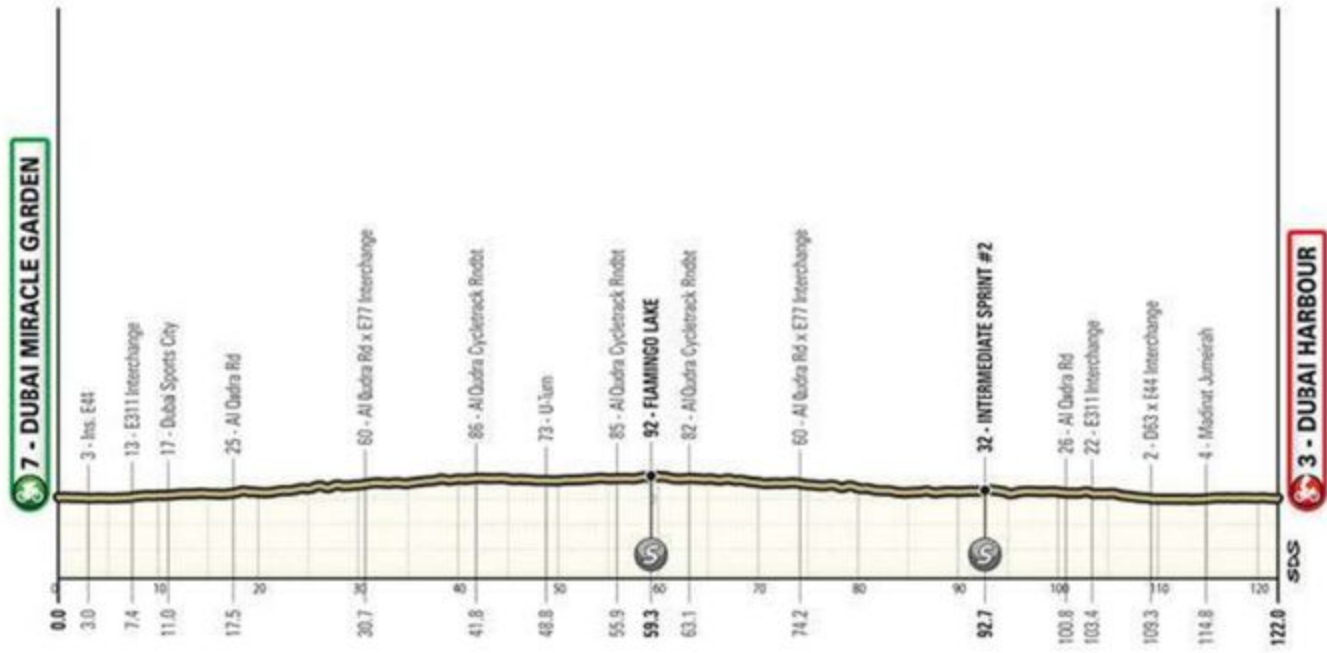 7 - DUBAI MIRACLE GARDEN
3 - Ins. E44
13 - E311 Interchange
17 - Dubai Sports City
25 - Al Qadra Rd
60 - Al Qudra Rd x E77 Interchange
86 - Al Qudra Cycletrack Rndbt
73 - U-Turn
85 - Al Qudra Cycletrack Rndbt
92 - FLAMINGO LAKE
82 - Al Qudra Cycletrack Rndbt
60 - Al Qudra Rd x E77 Interchange
32 - INTERMEDIATE SPRINT #2
26 - Al Qadra Rd
22 - E311 Interchange
2 - D63 x E44 Interchange
4 - Madinat Jumeirah
3 - DUBAI HARBOUR
S
S
SDS
0 10 20 30 40 50 60 70 80 90 100 110 120
0.0 3.0 7.4 11.0 17.5 30.7 41.8 48.8 55.9 59.3 63.1 74.2 92.7 100.8 103.4 109.3 114.8 122.0